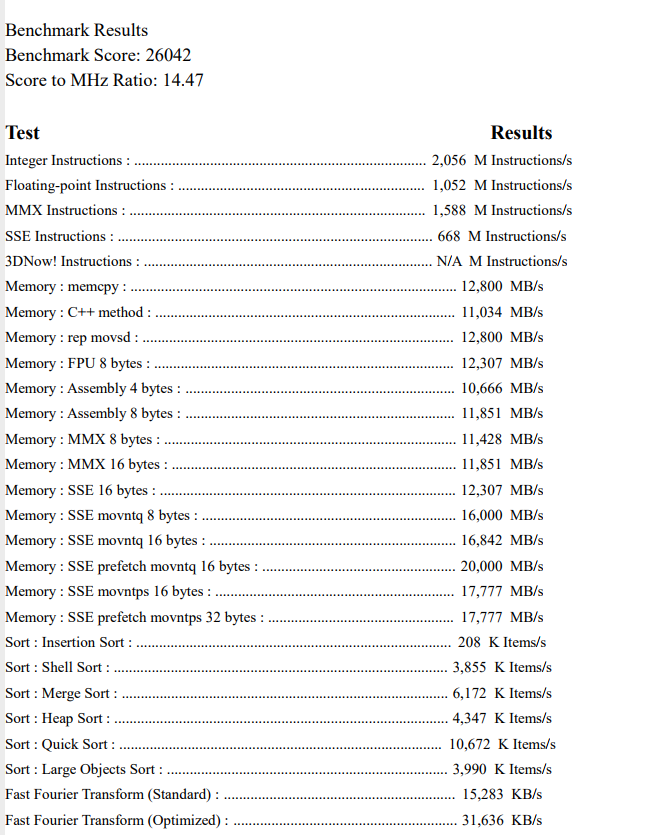 Benchmark Results
Benchmark Score: 26042
Score to MHz Ratio: 14.47
Test Results
Integer Instructions : .............................................................................. 2,056 M Instructions/s
Floating-point Instructions : .................................................................. 1,052 M Instructions/s
MMX Instructions : ............................................................................... 1,588 M Instructions/s
SSE Instructions : .................................................................................... 668 M Instructions/s
3DNow! Instructions : ............................................................................. N/A M Instructions/s
Memory : memcpy : ....................................................................................... 12,800 MB/s
Memory : C++ method : ................................................................................ 11,034 MB/s
Memory : rep movsd : ................................................................................... 12,800 MB/s
Memory : FPU 8 bytes : ................................................................................ 12,307 MB/s
Memory : Assembly 4 bytes : ........................................................................ 10,666 MB/s
Memory : Assembly 8 bytes : ........................................................................ 11,851 MB/s
Memory : MMX 8 bytes : .............................................................................. 11,428 MB/s
Memory : MMX 16 bytes : ............................................................................ 11,851 MB/s
Memory : SSE 16 bytes : ............................................................................... 12,307 MB/s
Memory : SSE movntq 8 bytes : .................................................................... 16,000 MB/s
Memory : SSE movntq 16 bytes : .................................................................. 16,842 MB/s
Memory : SSE prefetch movntq 16 bytes : .................................................... 20,000 MB/s
Memory : SSE movntps 16 bytes : ................................................................ 17,777 MB/s
Memory : SSE prefetch movntps 32 bytes : .................................................. 17,777 MB/s
Sort : Insertion Sort : .................................................................................... 208 K Items/s
Sort : Shell Sort : ......................................................................................... 3,855 K Items/s
Sort : Merge Sort : ....................................................................................... 6,172 K Items/s
Sort : Heap Sort : ......................................................................................... 4,347 K Items/s
Sort : Quick Sort : ...................................................................................... 10,672 K Items/s
Sort : Large Objects Sort : ........................................................................... 3,990 K Items/s
Fast Fourier Transform (Standard) : .............................................................. 15,283 KB/s
Fast Fourier Transform (Optimized) : ............................................................ 31,636 KB/s